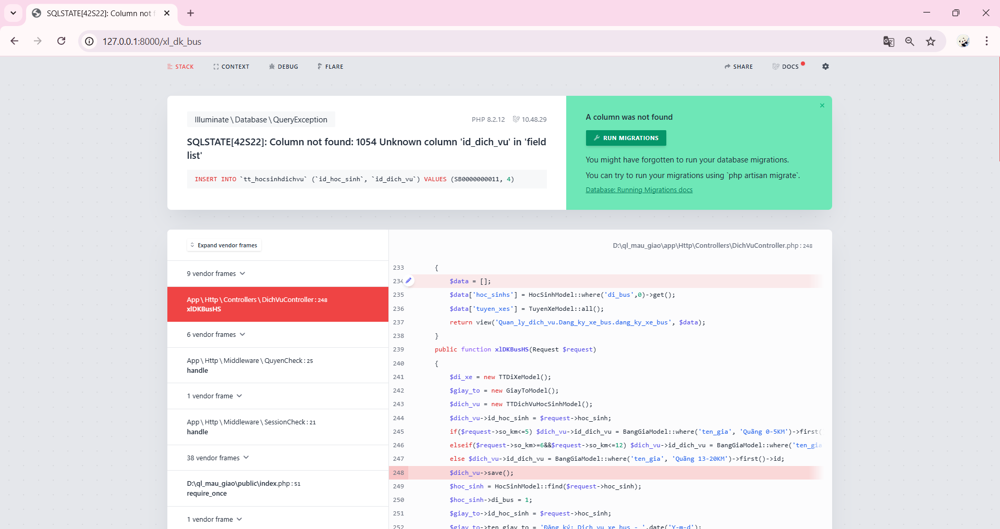 SQLSTATE[42S22]: Column not f
127.0.0.1:8000/xl_dk_bus
STACK CONTEXT DEBUG FLARE SHARE DOCS
Illuminate\Database\QueryException PHP 8.2.12 10.48.29
SQLSTATE[42S22]: Column not found: 1054 Unknown column 'id_dich_vu' in 'field
list'
INSERT INTO `tt_hocsinhdichvu` (`id_hoc_sinh`, `id_dich_vu`) VALUES (SB0000000011, 4)
A column was not found
RUN MIGRATIONS
You might have forgotten to run your database migrations.
You can try to run your migrations using `php artisan migrate`.
Database: Running Migrations docs
Expand vendor frames
9 vendor frames
App\Http\Controllers\DichVuController:248
xlDKBusHS
6 vendor frames
App\Http\Middleware\QuyenCheck:25
handle
1 vendor frame
App\Http\Middleware\SessionCheck:21
handle
38 vendor frames
D:\ql_mau_giao\public\index.php:51
require_once
1 vendor frame
D:\ql_mau_giao\app\Http\Controllers\DichVuController.php:248
233 {
234 $data = [];
235 $data['hoc_sinhs'] = HocSinhModel::where('di_bus',0)->get();
236 $data['tuyen_xes'] = TuyenXeModel::all();
237 return view('Quan_ly_dich_vu.Dang_ky_xe_bus.dang_ky_xe_bus', $data);
238 }
239 public function xlDKBusHS(Request $request)
240 {
241 $di_xe = new TTDiXeModel();
242 $giay_to = new GiayToModel();
243 $dich_vu = new TTDichVuHocSinhModel();
244 $dich_vu->id_hoc_sinh = $request->hoc_sinh;
245 if($request->so_km<=5) $dich_vu->id_dich_vu = BangGiaModel::where('ten_gia', 'Quãng 0-5KM')->first(
246 elseif($request->so_km>=6&&$request->so_km<=12) $dich_vu->id_dich_vu = BangGiaModel::where('ten_gia
247 else $dich_vu->id_dich_vu = BangGiaModel::where('ten_gia', 'Quãng 13-20KM')->first()->id;
248 $dich_vu->save();
249 $hoc_sinh = HocSinhModel::find($request->hoc_sinh);
250 $hoc_sinh->di_bus = 1;
251 $giay_to->id_hoc_sinh = $request->hoc_sinh;
252 $giay_to->ten_giay_to = 'Đăng ký: Dịch vụ xe bus - '.date('Y-m-d');